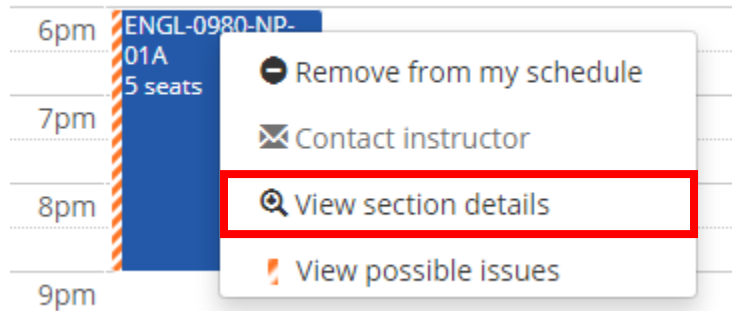 6pm
ENGL-0980-NP-
01A
5 seats
Remove from my schedule
7pm
Contact instructor
8pm
View section details
View possible issues
9pm